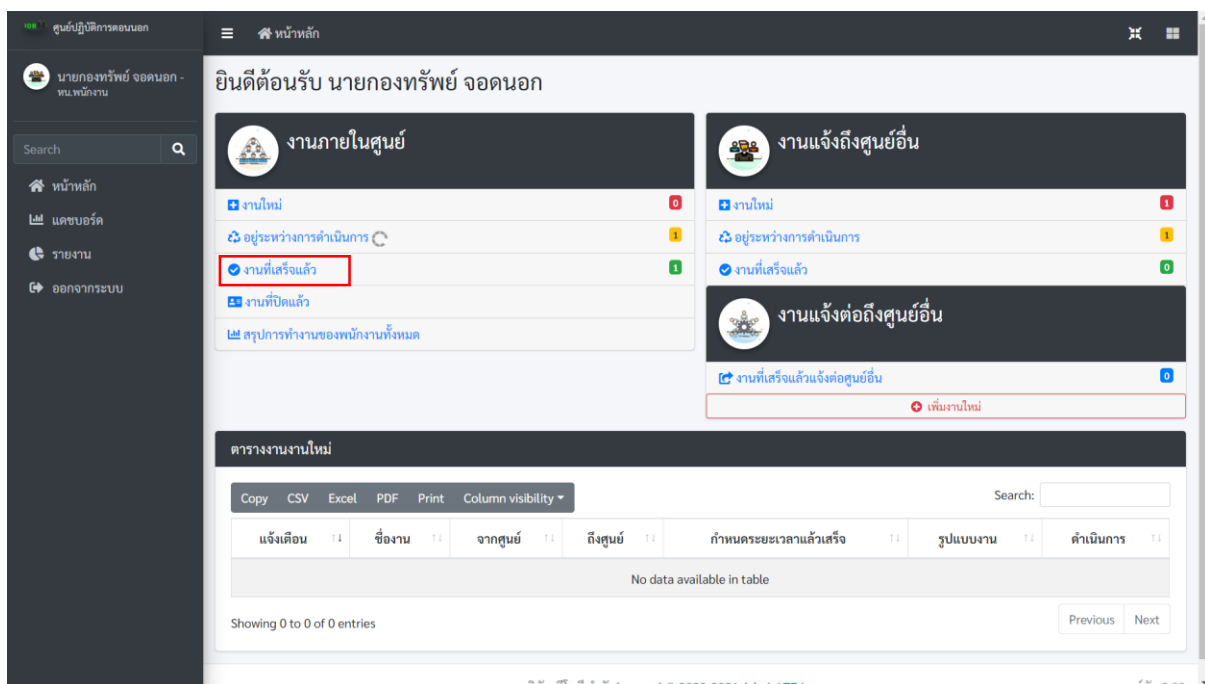 ศูนย์ปฏิบัติการดอนนอก
หน้าหลัก
นายกองทรัพย์ จอดนอก -
หน.พนักงาน
Search
หน้าหลัก
แดชบอร์ด
รายงาน
ออกจากระบบ
ยินดีต้อนรับ นายกองทรัพย์ จอดนอก
งานภายในศูนย์
งานใหม่ 0
อยู่ระหว่างการดำเนินการ 1
งานที่เสร็จแล้ว 1
งานที่ปิดแล้ว
สรุปการทำงานของพนักงานทั้งหมด
งานแจ้งถึงศูนย์อื่น
งานใหม่ 1
อยู่ระหว่างการดำเนินการ 1
งานที่เสร็จแล้ว 0
งานแจ้งต่อถึงศูนย์อื่น
งานที่เสร็จแล้วแจ้งต่อศูนย์อื่น 0
เพิ่มงานใหม่
ตารางงานงานใหม่
Copy CSV Excel PDF Print Column visibility Search:
แจ้งเตือน ชื่องาน จากศูนย์ ถึงศูนย์ กำหนดระยะเวลาแล้วเสร็จ รูปแบบงาน ดำเนินการ
No data available in table
Showing 0 to 0 of 0 entries Previous Next